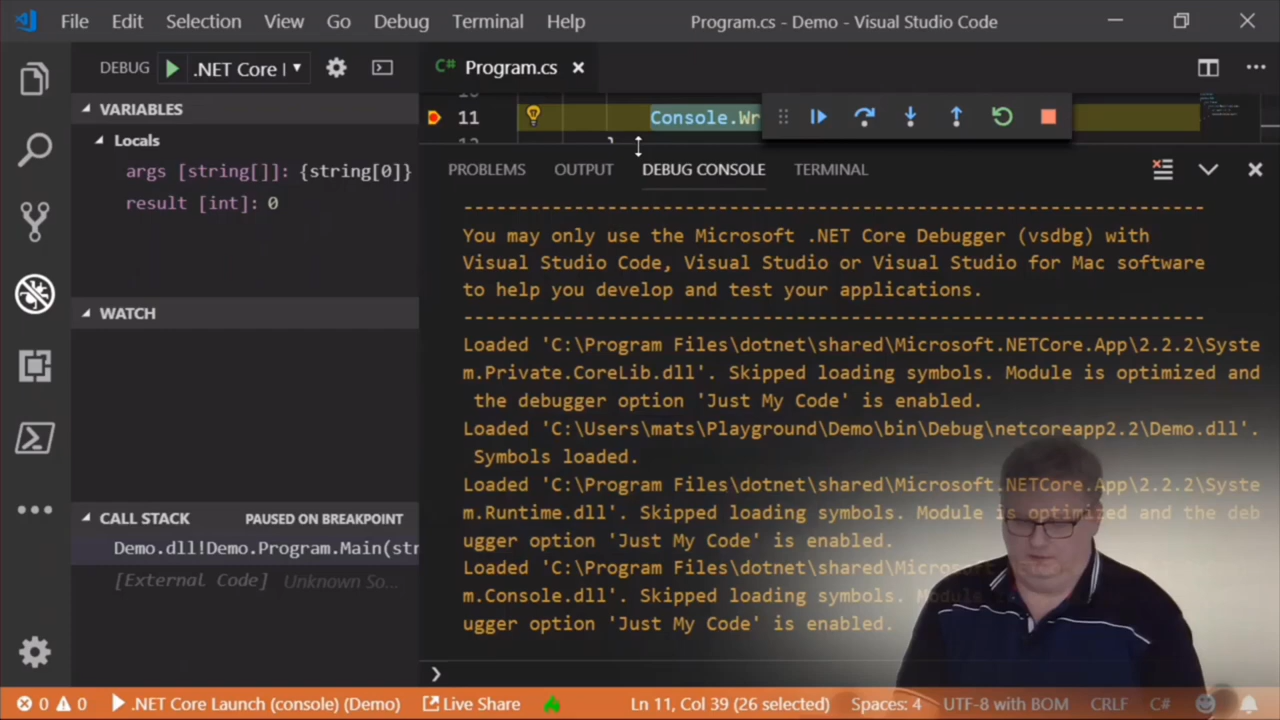 File Edit Selection View Go Debug Terminal Help Program.cs - Demo - Visual Studio Code
DEBUG .NET Core
C# Program.cs
VARIABLES
Locals
args [string[]]: {string[0]}
result [int]: 0
WATCH
CALL STACK PAUSED ON BREAKPOINT
Demo.dll!Demo.Program.Main(str
[External Code] Unknown So...
11 Console.Wr
PROBLEMS OUTPUT DEBUG CONSOLE TERMINAL
-------------------------------------------------------------------
You may only use the Microsoft .NET Core Debugger (vsdbg) with
Visual Studio Code, Visual Studio or Visual Studio for Mac software
to help you develop and test your applications.
-------------------------------------------------------------------
Loaded 'C:\Program Files\dotnet\shared\Microsoft.NETCore.App\2.2.2\Syste
m.Private.CoreLib.dll'. Skipped loading symbols. Module is optimized and
the debugger option 'Just My Code' is enabled.
Loaded 'C:\Users\mats\Playground\Demo\bin\Debug\netcoreapp2.2\Demo.dll'.
Symbols loaded.
Loaded 'C:\Program Files\dotnet\shared\Microsoft.NETCore.App\2.2.2\Syste
m.Runtime.dll'. Skipped loading symbols. Module is optimized and the deb
ugger option 'Just My Code' is enabled.
Loaded 'C:\Program Files\dotnet\shared\Micros
m.Console.dll'. Skipped loading symbols. Modu
ugger option 'Just My Code' is enabled.
0 0 .NET Core Launch (console) (Demo) Live Share Ln 11, Col 39 (26 selected) Spaces: 4 UTF-8 with BOM CRLF C#